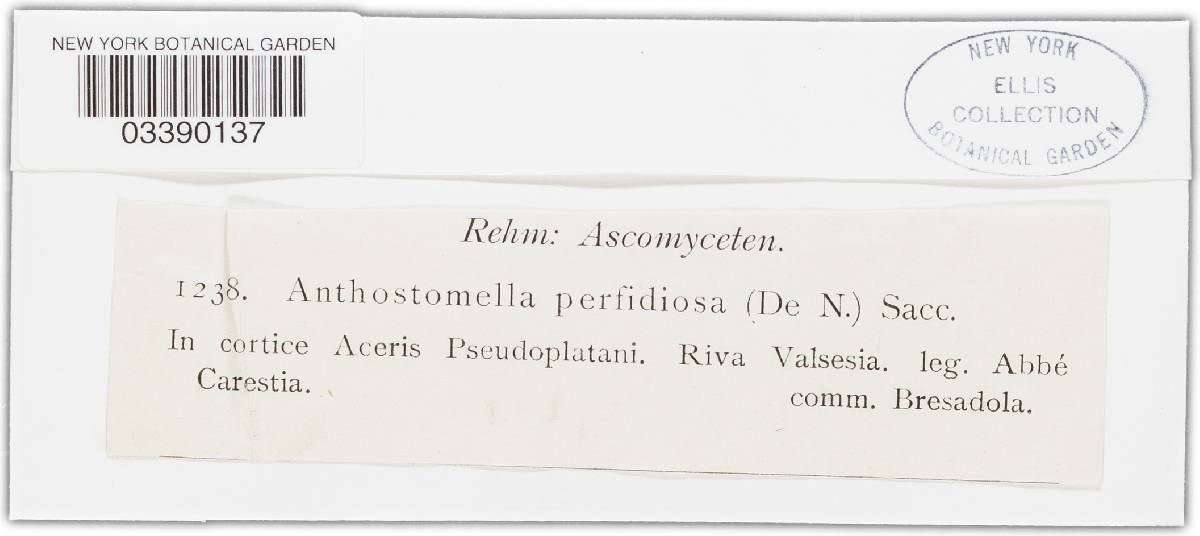 NEW YORK BOTANICAL GARDEN
03390137
NEW YORK
ELLIS
COLLECTION
BOTANICAL GARDEN
Rehm: Ascomyceten.
1238. Anthostomella perfidiosa (De N.) Sacc.
In cortice Aceris Pseudoplatani. Riva Valsesia. leg. Abbé
Carestia. comm. Bresadola.